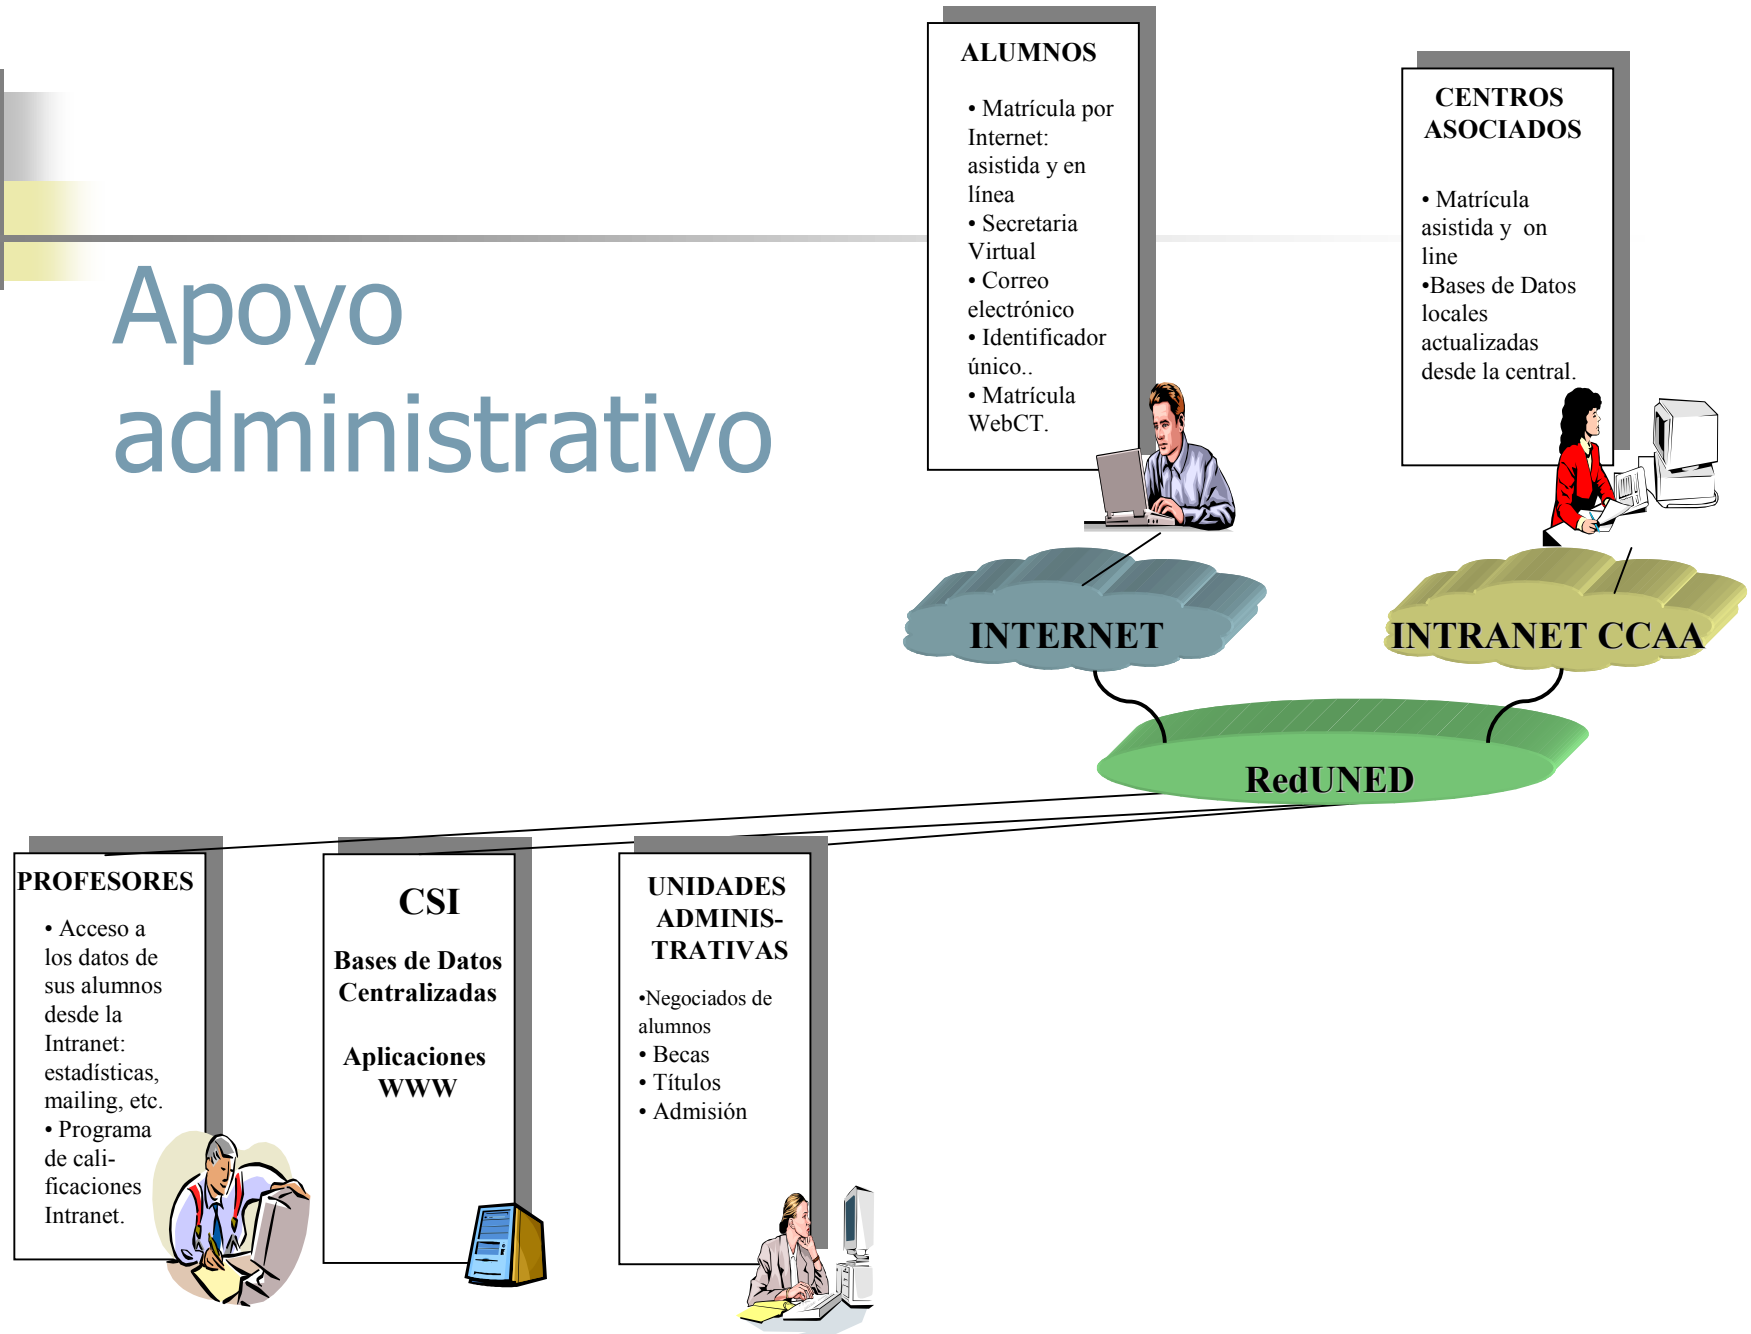 Apoyo
administrativo
ALUMNOS
• Matrícula por
Internet:
asistida y en
línea
• Secretaria
Virtual
• Correo
electrónico
• Identificador
único..
• Matrícula
WebCT.
CENTROS
ASOCIADOS
• Matrícula
asistida y on
line
•Bases de Datos
locales
actualizadas
desde la central.
INTERNET
INTRANET CCAA
RedUNED
PROFESORES
• Acceso a
los datos de
sus alumnos
desde la
Intranet:
estadísticas,
mailing, etc.
• Programa
de cali-
ficaciones
Intranet.
CSI
Bases de Datos
Centralizadas
Aplicaciones
WWW
UNIDADES
ADMINIS-
TRATIVAS
•Negociados de
alumnos
• Becas
• Títulos
• Admisión